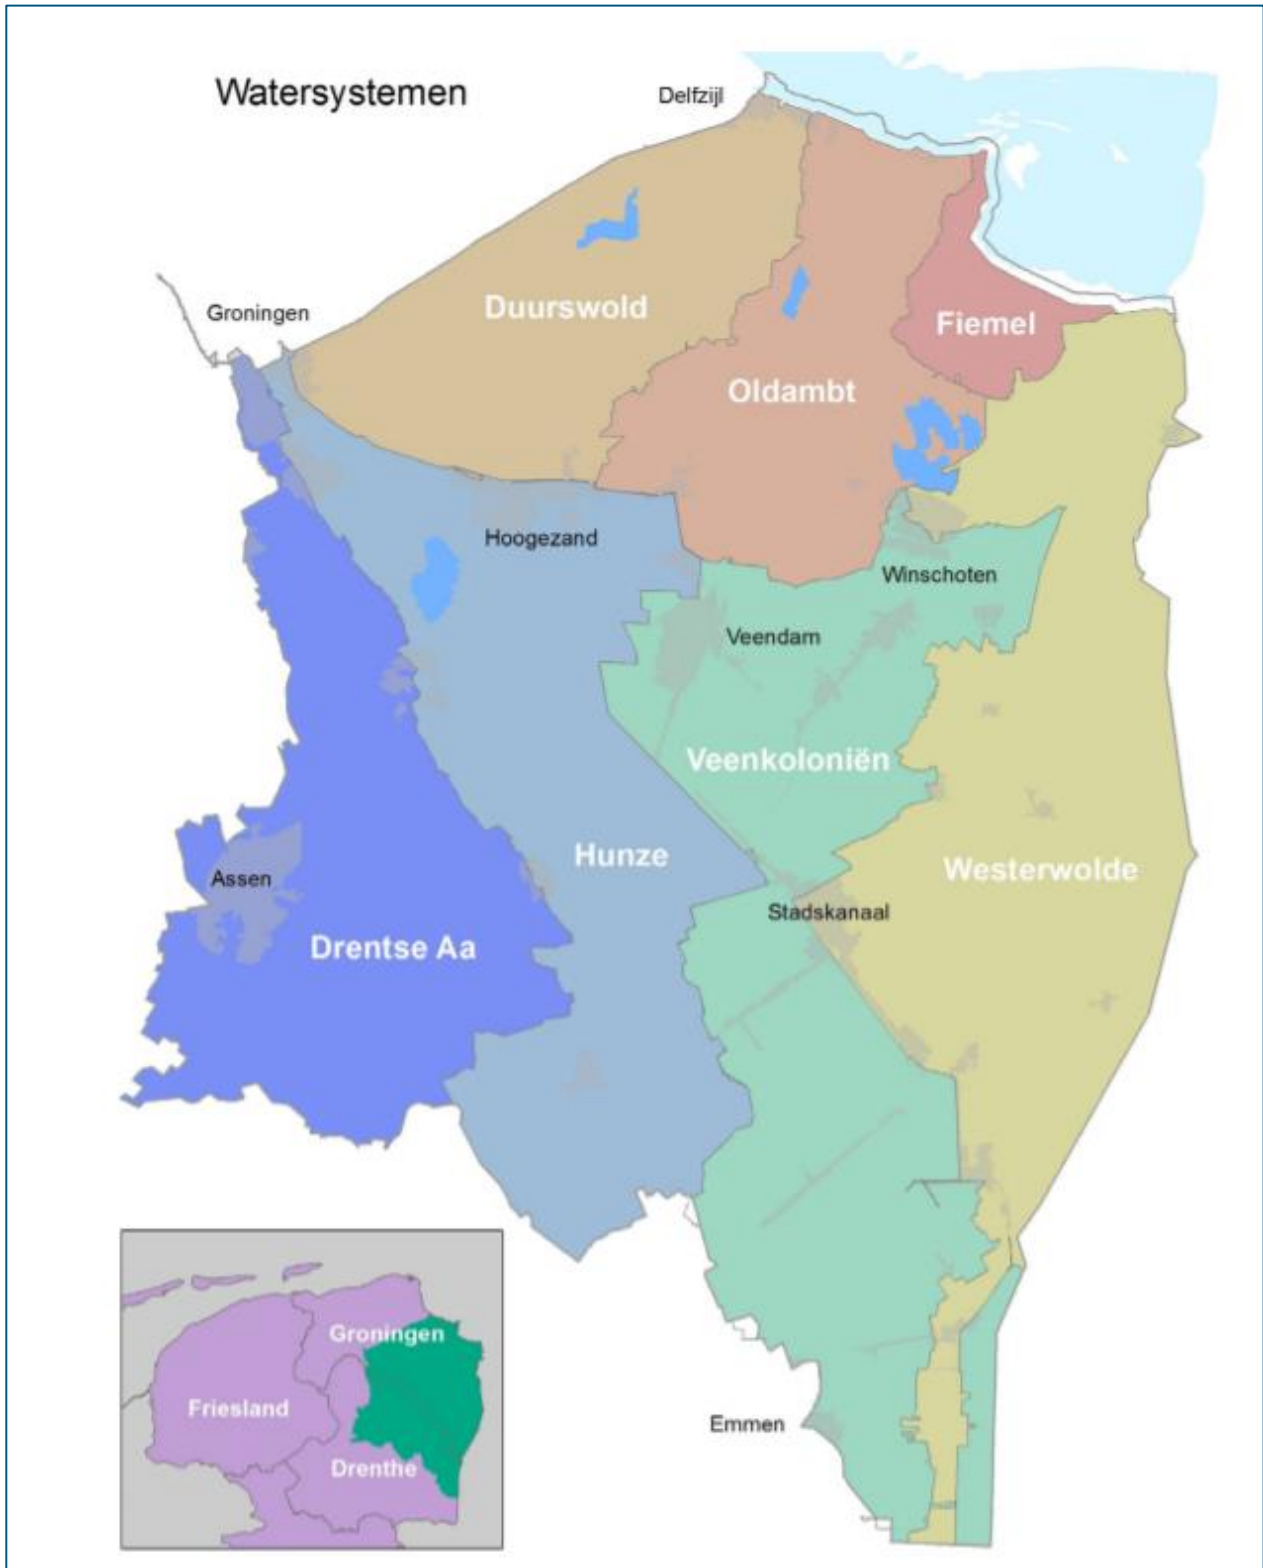 Watersystemen
Delfzijl
Groningen
Duurswold
Fiemel
Oldambt
Hoogezand
Winschoten
Veendam
Veenkoloniën
Hunze
Westerwolde
Assen
Stadskanaal
Drentse Aa
Groningen
Friesland
Emmen
Drenthe